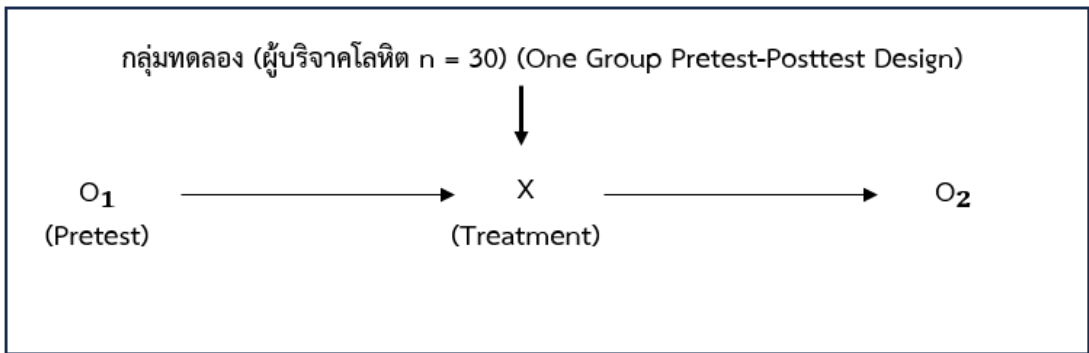 กลุ่มทดลอง (ผู้บริจาคโลหิต n = 30) (One Group Pretest-Posttest Design)
O1 X O2
(Pretest) (Treatment)